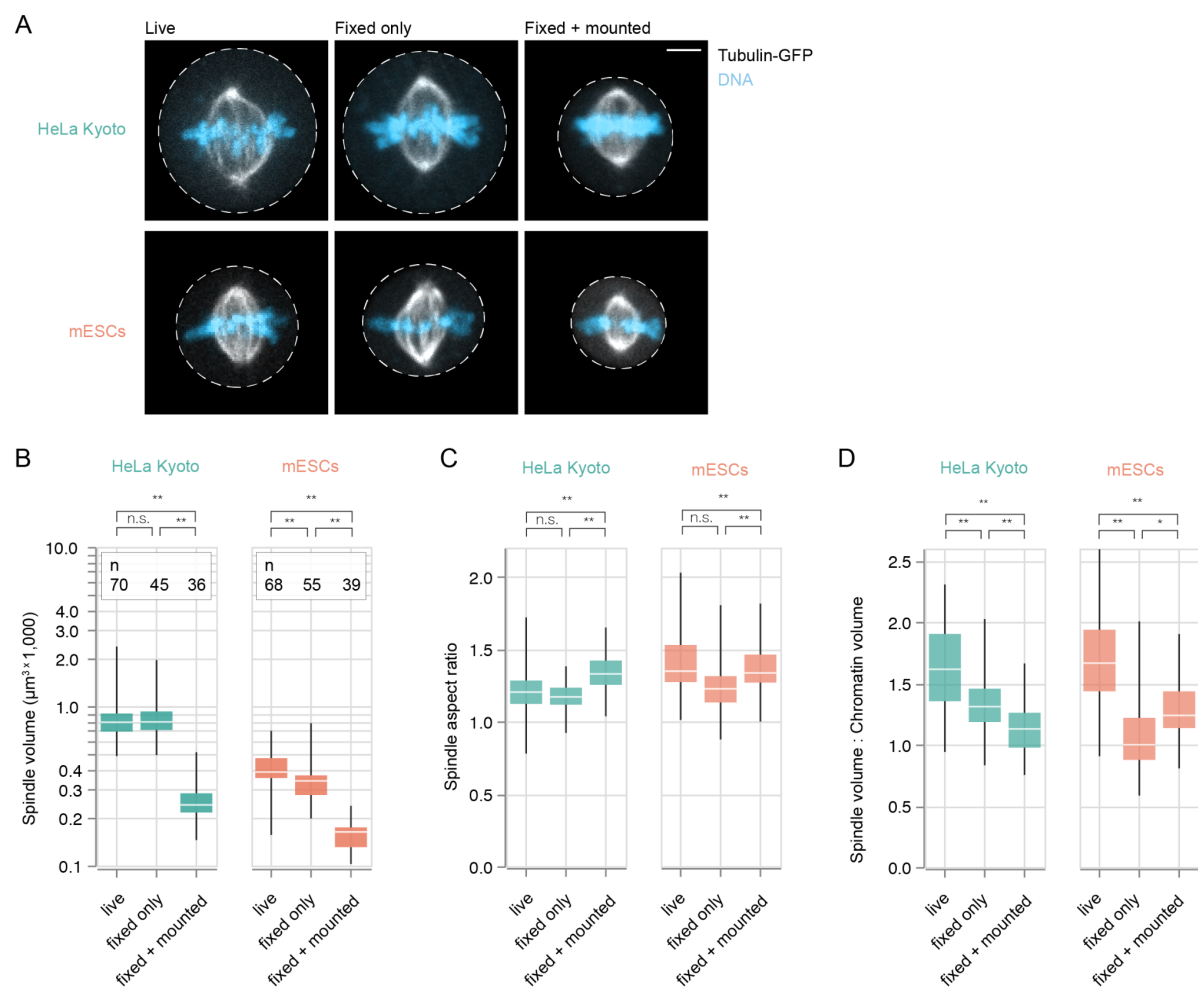 A
Live
Fixed only
Fixed + mounted
Tubulin-GFP
DNA
HeLa Kyoto
mESCs
B
HeLa Kyoto
mESCs
**
**
n.s.
**
**
**
Spindle volume (µm³ˣ 1,000)
10.0
4.0
3.0
2.0
1.0
0.4
0.3
0.2
0.1
n
70 45 36
n
68 55 39
live
fixed only
fixed + mounted
live
fixed only
fixed + mounted
C
HeLa Kyoto
mESCs
**
**
n.s.
**
n.s.
**
Spindle aspect ratio
2.0
1.5
1.0
0.5
0.0
live
fixed only
fixed + mounted
live
fixed only
fixed + mounted
D
HeLa Kyoto
mESCs
**
**
**
**
**
*
Spindle volume : Chromatin volume
2.5
2.0
1.5
1.0
0.5
0.0
live
fixed only
fixed + mounted
live
fixed only
fixed + mounted